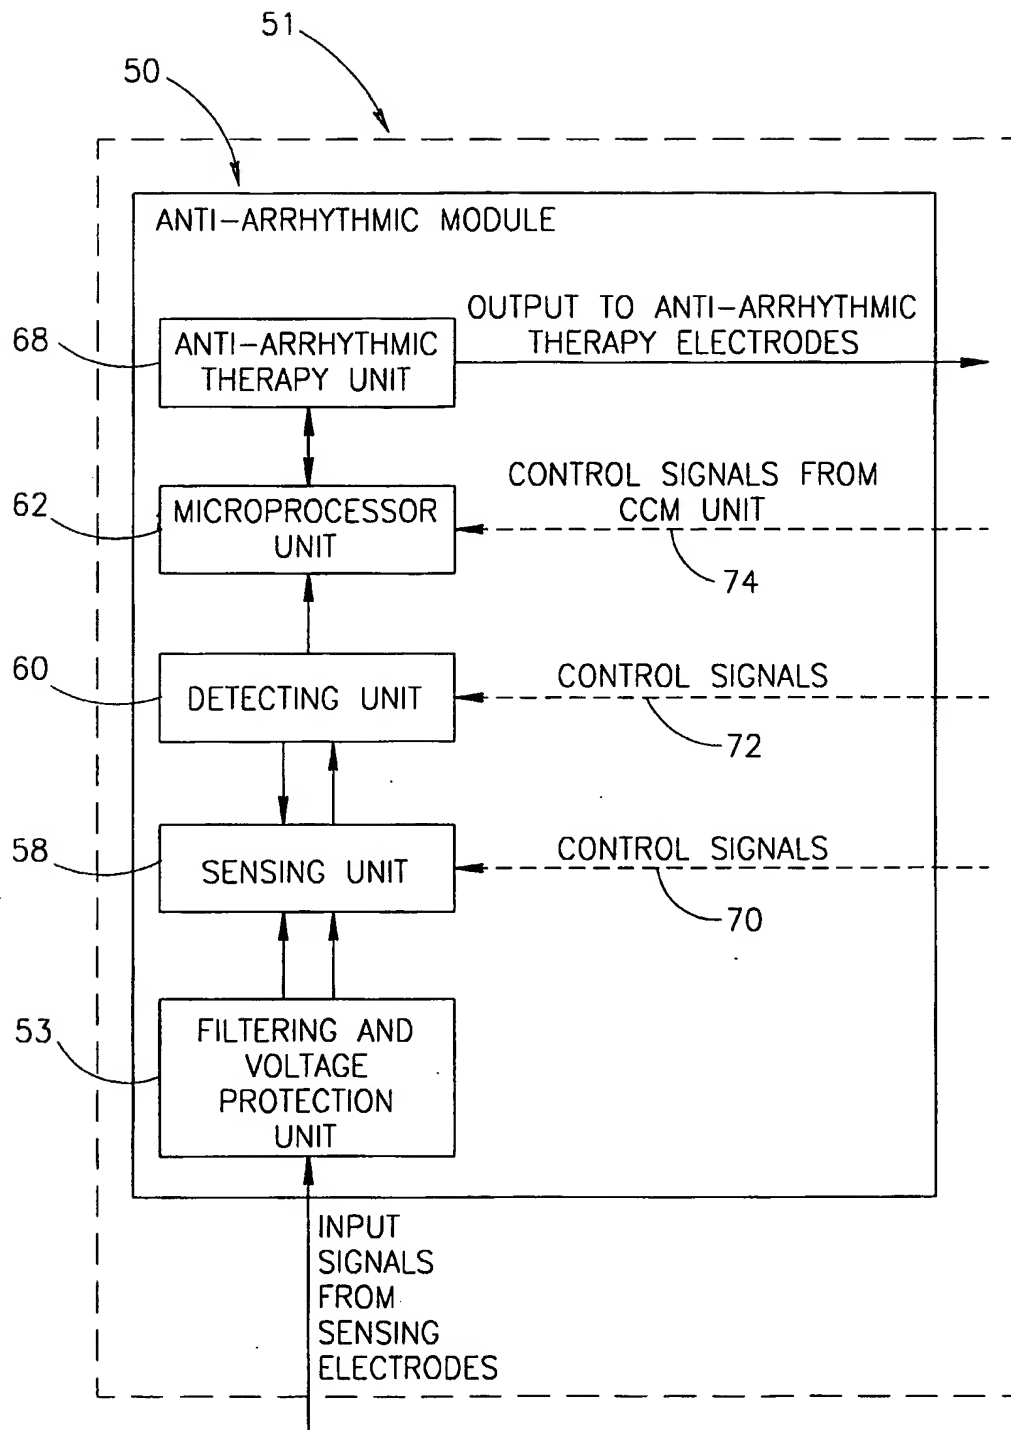 51
50
ANTI-ARRHYTHMIC MODULE
OUTPUT TO ANTI-ARRHYTHMIC
THERAPY ELECTRODES
68
ANTI-ARRHYTHMIC
THERAPY UNIT
CONTROL SIGNALS FROM
CCM UNIT
62
MICROPROCESSOR
UNIT
74
60
DETECTING UNIT
CONTROL SIGNALS
72
58
SENSING UNIT
CONTROL SIGNALS
70
53
FILTERING AND
VOLTAGE
PROTECTION
UNIT
INPUT
SIGNALS
FROM
SENSING
ELECTRODES